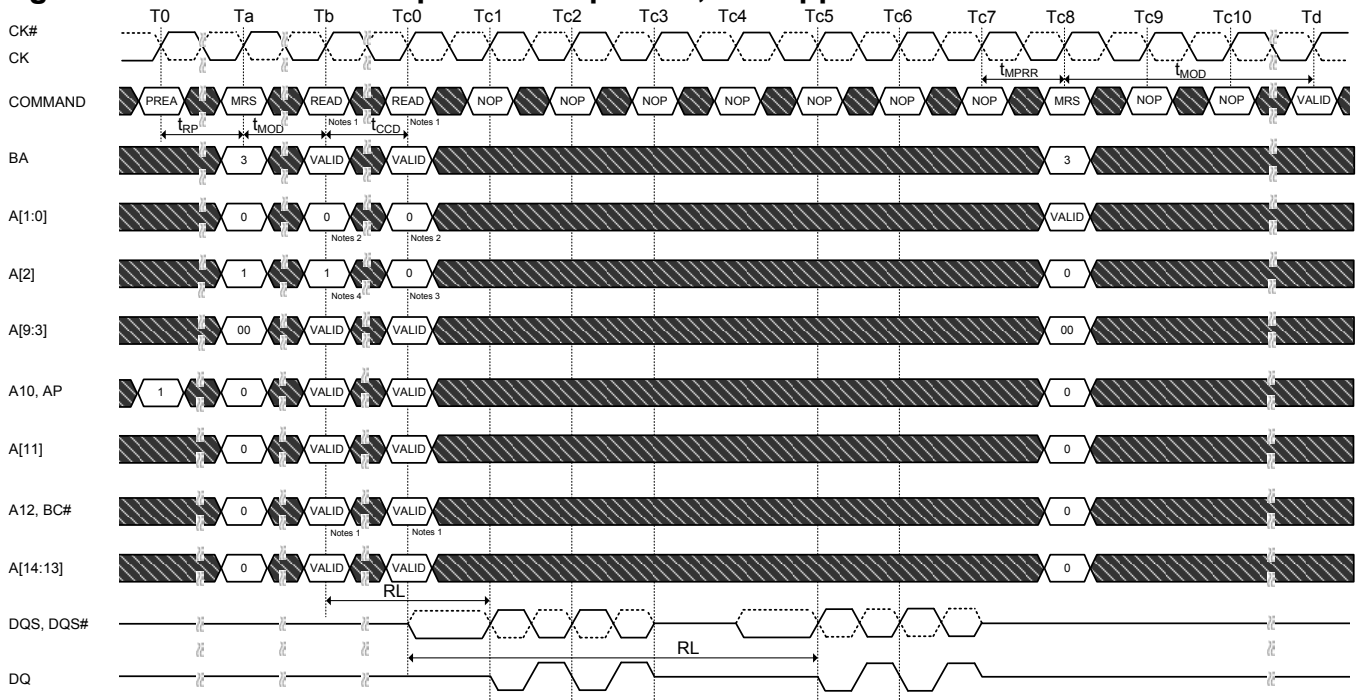 T0 Ta Tb Tc0 Tc1 Tc2 Tc3 Tc4 Tc5 Tc6 Tc7 Tc8 Tc9 Tc10 Td
CK#
CK
tMPRR tMOD
COMMAND PREA MRS READ READ NOP NOP NOP NOP NOP NOP NOP MRS NOP NOP VALID
Notes 1 Notes 1
tRP tMOD tCCD
BA 3 VALID VALID 3
A[1:0] 0 0 0 VALID
Notes 2 Notes 2
A[2] 1 1 0 0
Notes 4 Notes 3
A[9:3] 00 VALID VALID 00
A10, AP 1 0 VALID VALID 0
A[11] 0 VALID VALID 0
A12, BC# 0 VALID VALID 0
Notes 1 Notes 1
A[14:13] 0 VALID VALID 0
RL
DQS, DQS#
RL
DQ